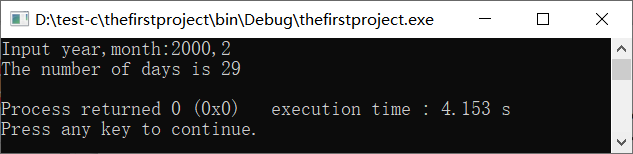 D:\test-c\thefirstproject\bin\Debug\thefirstproject.exe
Input year,month:2000,2
The number of days is 29
Process returned 0 (0x0)   execution time : 4.153 s
Press any key to continue.